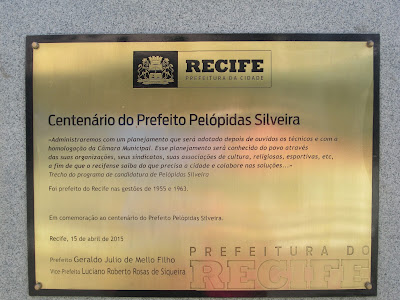 RECIFE
PREFEITURA DA CIDADE
Centenário do Prefeito Pelópidas Silveira
«Administraremos com um planejamento que será adotado depois de ouvidos os técnicos e com a
homologação da Câmara Municipal. Esse planejamento será conhecido do povo através
das suas organizações, seus sindicatos, suas associações de cultura, religiosas, esportivas, etc,
a fim de que o recifense saiba do que precisa a cidade e colabore nas soluções...»
Trecho do programa de candidatura de Pelópidas Silveira
Foi prefeito do Recife nas gestões de 1955 e 1963.
Em comemoração ao centenário do Prefeito Pelópidas Silveira.
Recife, 15 de abril de 2015
Prefeito Geraldo Julio de Mello Filho
Vice Prefeito Luciano Roberto Rosas de Siqueira
PREFEITURA DO
RECIFE